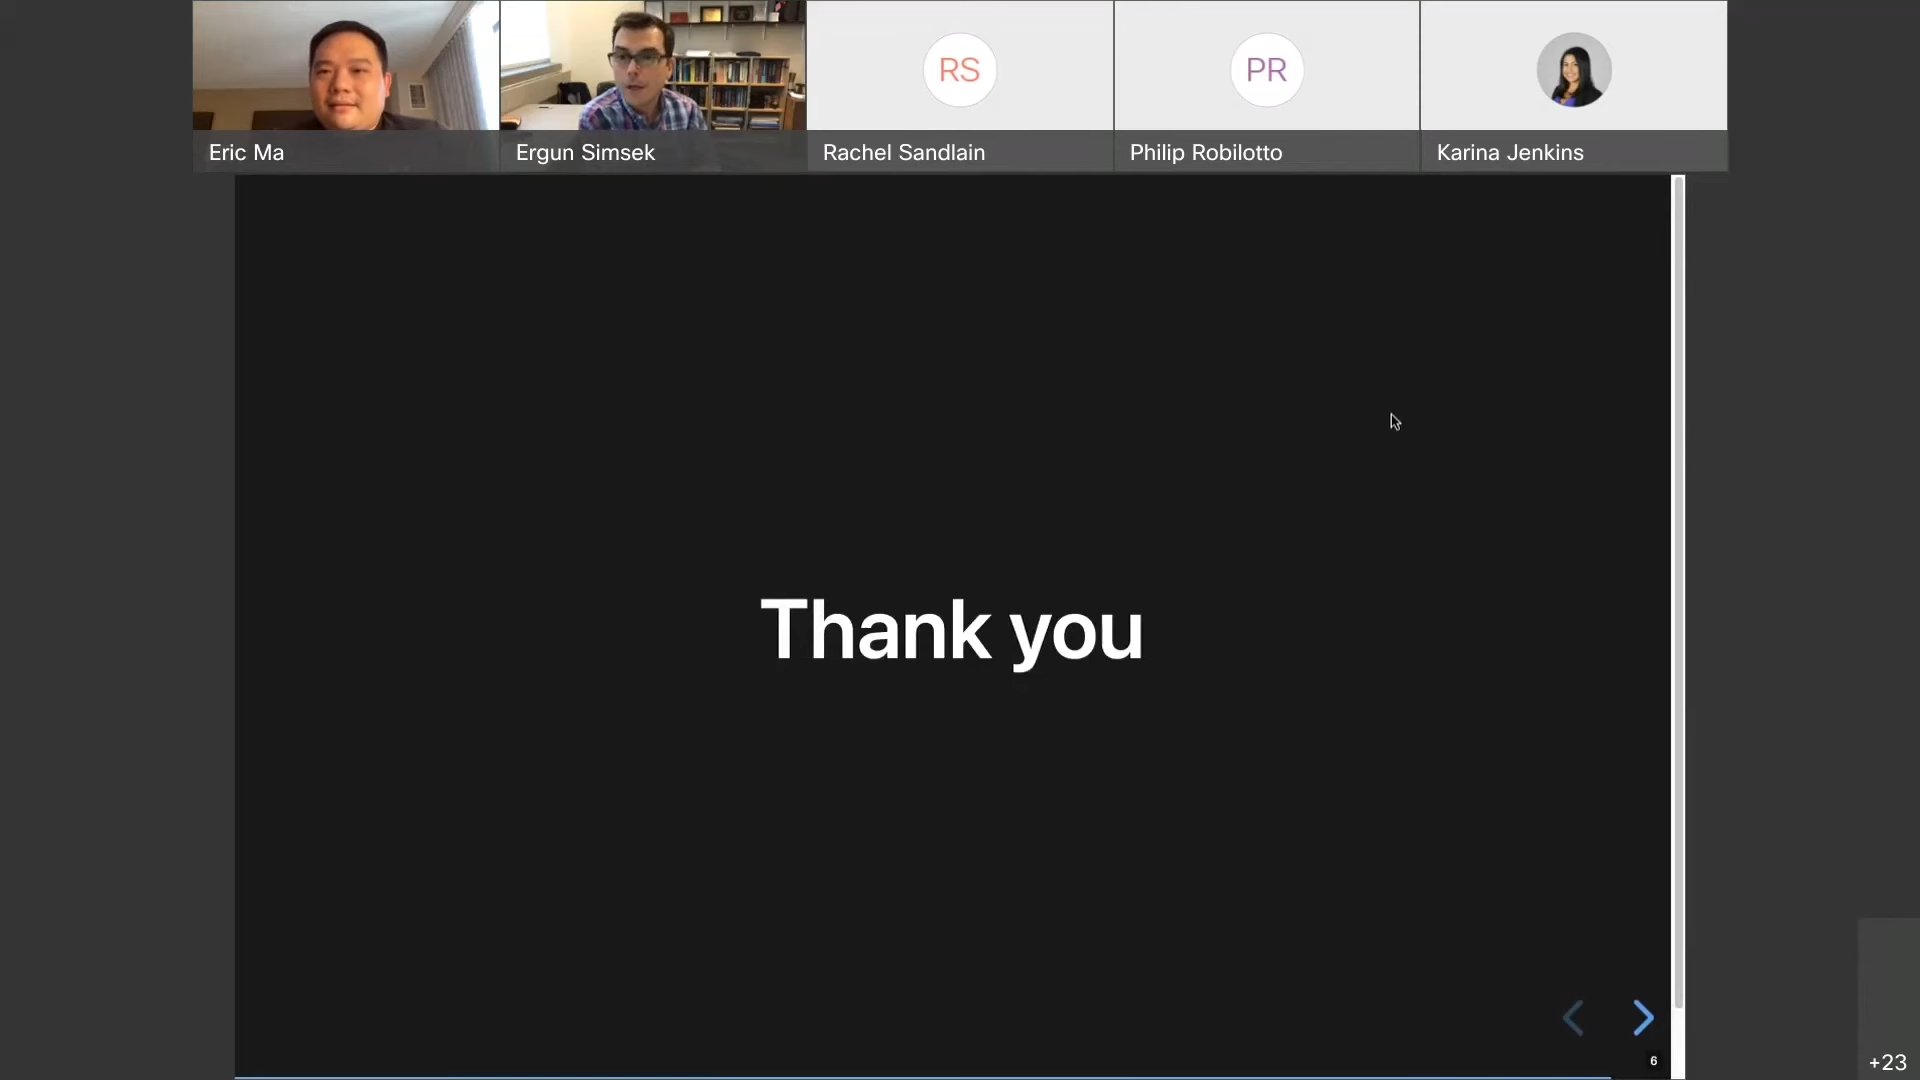 RS
PR
Eric Ma
Ergun Simsek
Rachel Sandlain
Philip Robilotto
Karina Jenkins
Thank you
6
+23